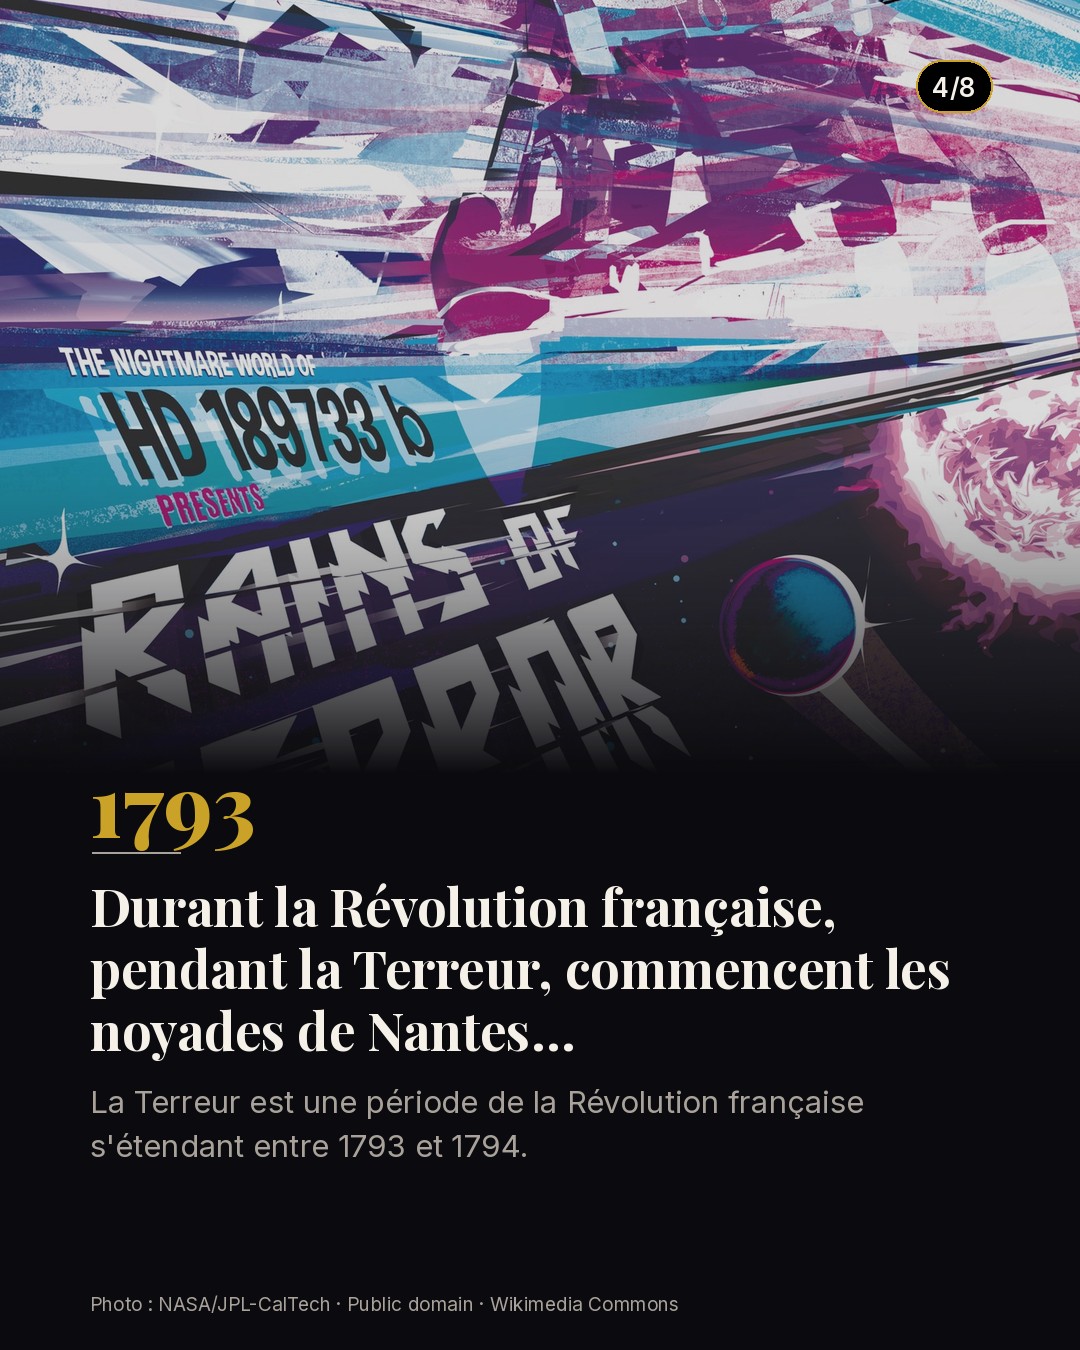 4/8
THE NIGHTMARE WORLD OF
HD 189733 b
PRESENTS
RAINS OF
TERROR
1793
Durant la Révolution française,
pendant la Terreur, commencent les
noyades de Nantes...
La Terreur est une période de la Révolution française
s'étendant entre 1793 et 1794.
Photo : NASA/JPL-CalTech · Public domain · Wikimedia Commons